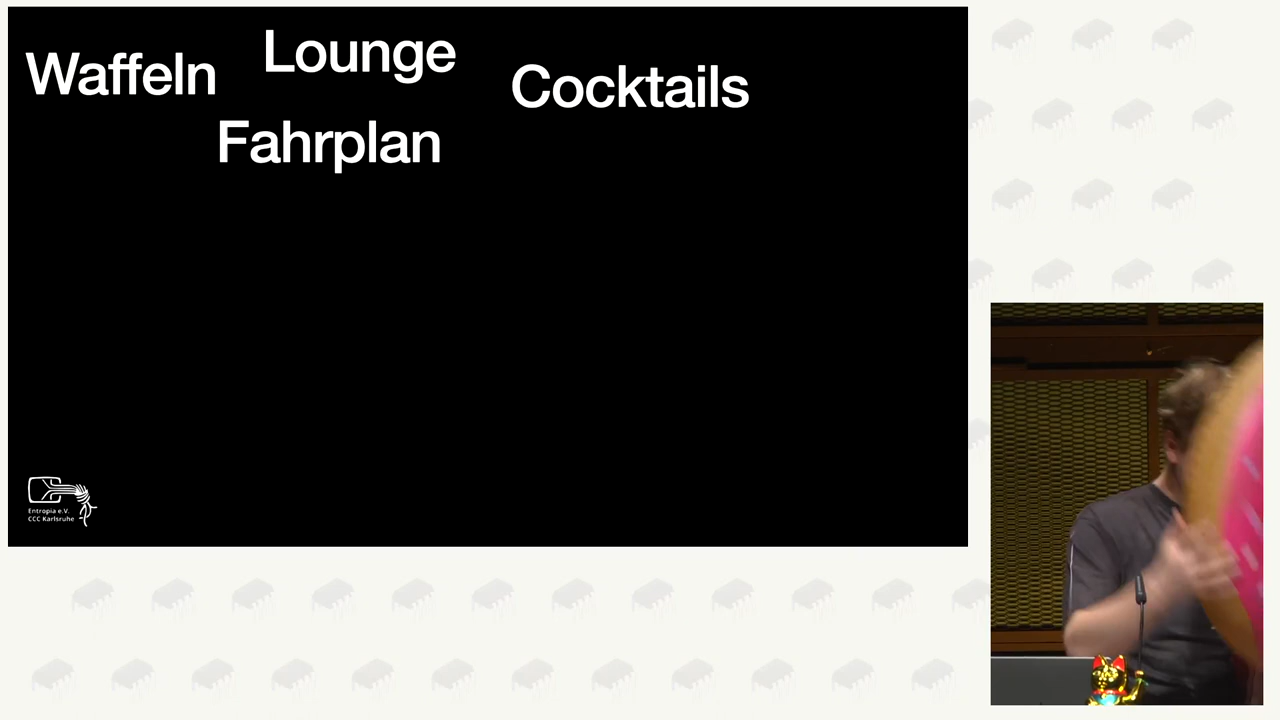 Waffeln
Lounge
Cocktails
Fahrplan
Entropia e.V.
CCC Karlsruhe